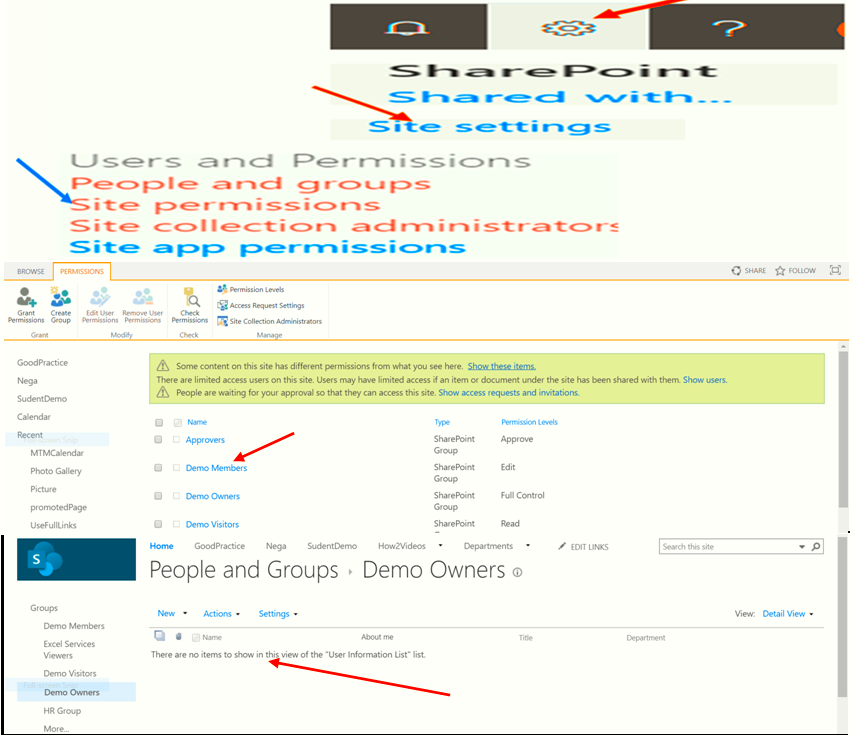 ?
SharePoint
Shared with...
Site settings
Users and Permissions
People and groups
Site permissions
Site collection administrators
Site app permissions
BROWSE PERMISSIONS SHARE FOLLOW
Grant Permissions
Create Group
Edit User Permissions
Remove User Permissions
Check Permissions
Permission Levels
Access Request Settings
Site Collection Administrators
Grant Modify Check Manage
GoodPractice
Nega
SudentDemo
Calendar
Recent
MTMCalendar
Photo Gallery
Picture
promotedPage
UseFullLinks
Some content on this site has different permissions from what you see here. Show these items.
There are limited access users on this site. Users may have limited access if an item or document under the site has been shared with them. Show users.
People are waiting for your approval so that they can access this site. Show access requests and invitations.
Name Type Permission Levels
Approvers SharePoint Group Approve
Demo Members SharePoint Group Edit
Demo Owners SharePoint Group Full Control
Demo Visitors SharePoint Read
S
Home GoodPractice Nega SudentDemo How2Videos Departments EDIT LINKS
Search this site
People and Groups Demo Owners
Groups
Demo Members
Excel Services
Viewers
Demo Visitors
Demo Owners
HR Group
More...
New Actions Settings View: Detail View
Name About me Title Department
There are no items to show in this view of the "User Information List" list.